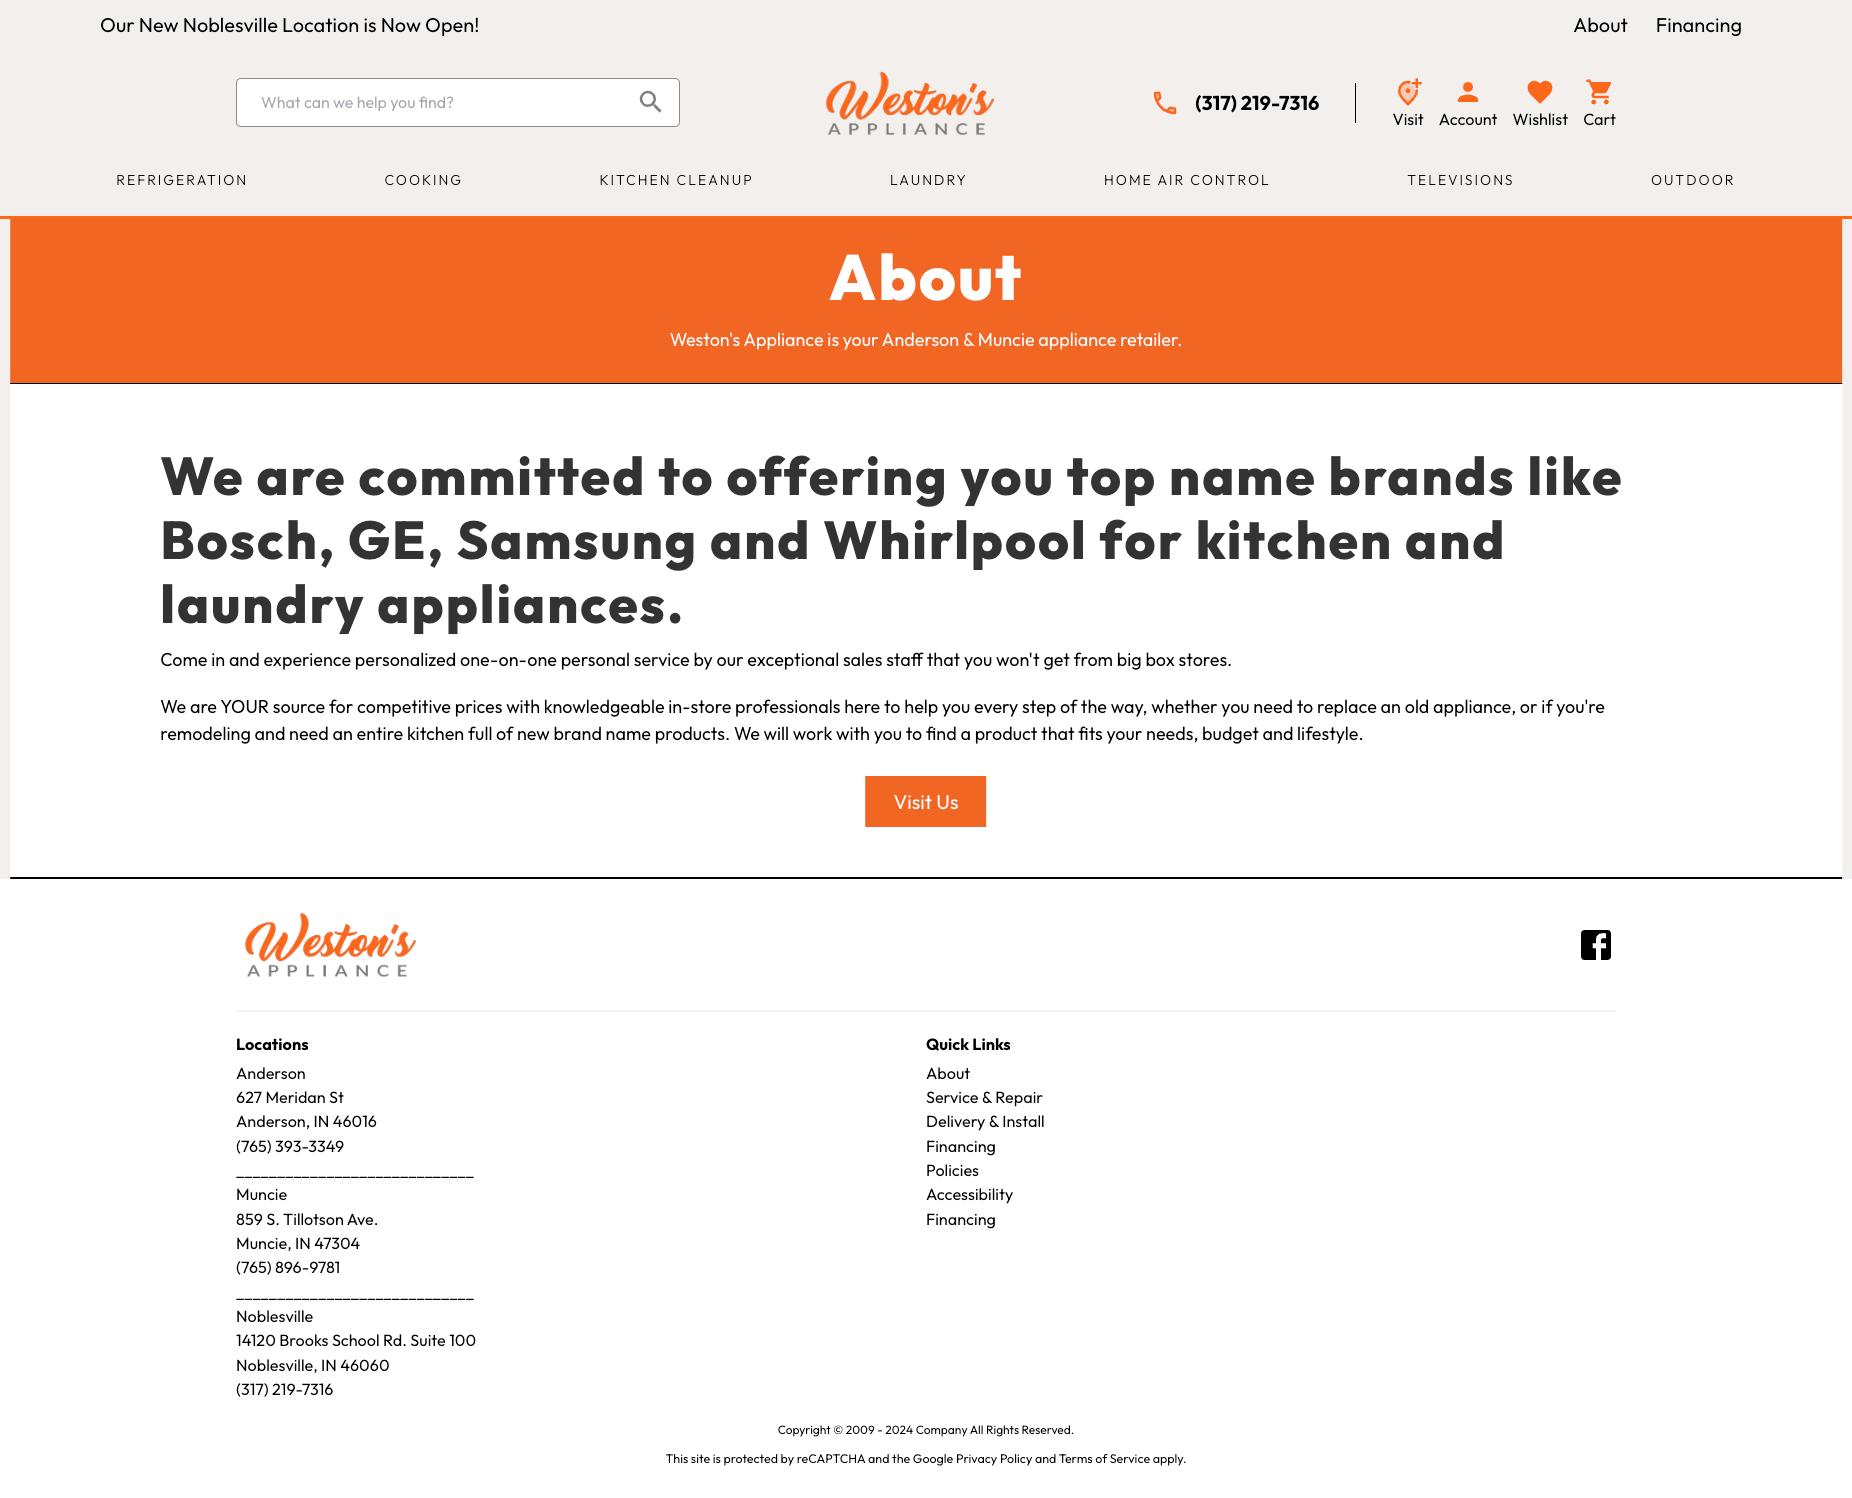 Our New Noblesville Location is Now Open!
About
Financing
What can we help you find?
Weston's
APPLIANCE
(317) 219-7316
Visit
Account
Wishlist
Cart
REFRIGERATION
COOKING
KITCHEN CLEANUP
LAUNDRY
HOME AIR CONTROL
TELEVISIONS
OUTDOOR
About
Weston's Appliance is your Anderson & Muncie appliance retailer.
We are committed to offering you top name brands like
Bosch, GE, Samsung and Whirlpool for kitchen and
laundry appliances.
Come in and experience personalized one-on-one personal service by our exceptional sales staff that you won't get from big box stores.
We are YOUR source for competitive prices with knowledgeable in-store professionals here to help you every step of the way, whether you need to replace an old appliance, or if you're
remodeling and need an entire kitchen full of new brand name products. We will work with you to find a product that fits your needs, budget and lifestyle.
Visit Us
Weston's
APPLIANCE
Locations
Anderson
627 Meridan St
Anderson, IN 46016
(765) 393-3349
_____________________________
Muncie
859 S. Tillotson Ave.
Muncie, IN 47304
(765) 896-9781
_____________________________
Noblesville
14120 Brooks School Rd. Suite 100
Noblesville, IN 46060
(317) 219-7316
Quick Links
About
Service & Repair
Delivery & Install
Financing
Policies
Accessibility
Financing
Copyright © 2009 - 2024 Company All Rights Reserved.
This site is protected by reCAPTCHA and the Google Privacy Policy and Terms of Service apply.